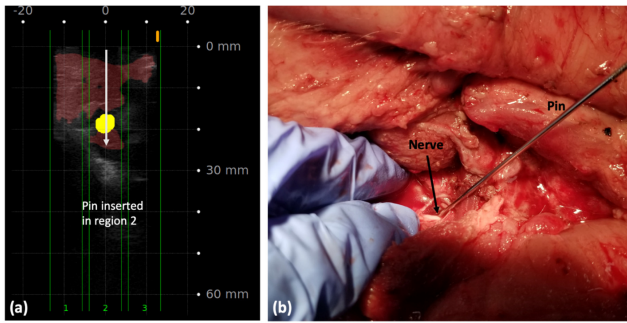 -20
0
20
0 mm
30 mm
Pin inserted
in region 2
60 mm
1
2
3
(a)
Pin
Nerve
(b)